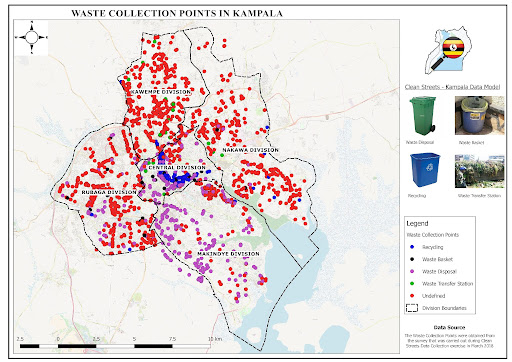 WASTE COLLECTION POINTS IN KAMPALA
KAWEMPE DIVISION
NAKAWA DIVISION
CENTRAL DIVISION
RUBAGA DIVISION
MAKINDYE DIVISION
2.5 0 2.5 5 7.5 10 km
Clean Streets - Kampala Data Model
Waste Disposal
Waste Basket
Recycling
Waste Transfer Station
Legend
Waste Collection Points
Recycling
Waste Basket
Waste Disposal
Waste Transfer Station
Undefined
Division Boundaries
Data Source
The Waste Collection Points were obtained from
the survey that was carried out during Clean
Streets Data Collection exercise in March 2018